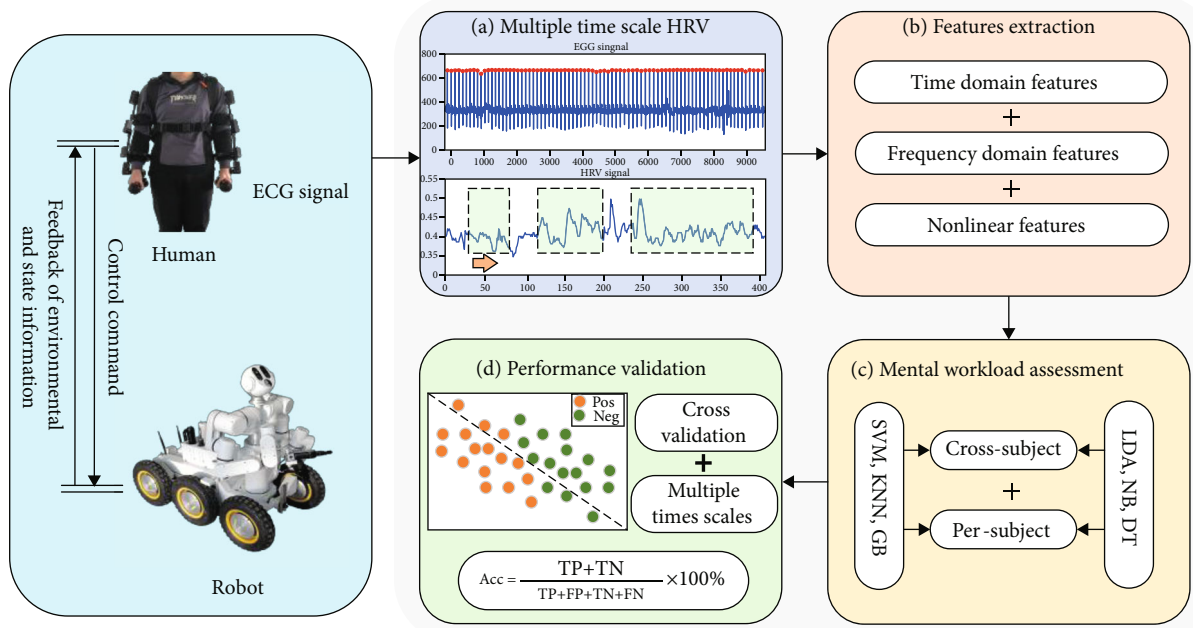 Feedback of environmental
and state information
Control command
ECG signal
Human
Robot
(a) Multiple time scale HRV
EGG singnal
800
600
400
200
0
0 1000 2000 3000 4000 5000 6000 7000 8000 9000
HRV signal
0.55
0.5
0.45
0.4
0.35
0
0 50 100 150 200 250 300 350 400
(b) Features extraction
Time domain features
+
Frequency domain features
+
Nonlinear features
(c) Mental workload assessment
SVM, KNN, GB
Cross-subject
+
Per-subject
LDA, NB, DT
(d) Performance validation
Pos
Neg
Cross
validation
+
Multiple
times scales
Acc = TP+TN / TP+FP+TN+FN ×100%